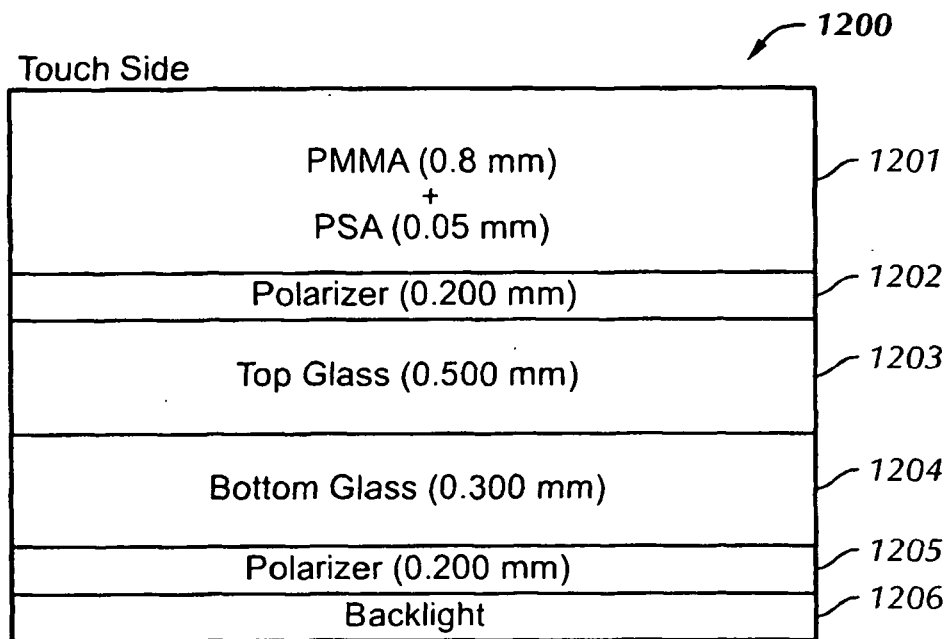 1200
Touch Side
PMMA (0.8 mm)
+
PSA (0.05 mm)
1201
Polarizer (0.200 mm)
1202
Top Glass (0.500 mm)
1203
Bottom Glass (0.300 mm)
1204
Polarizer (0.200 mm)
1205
Backlight
1206